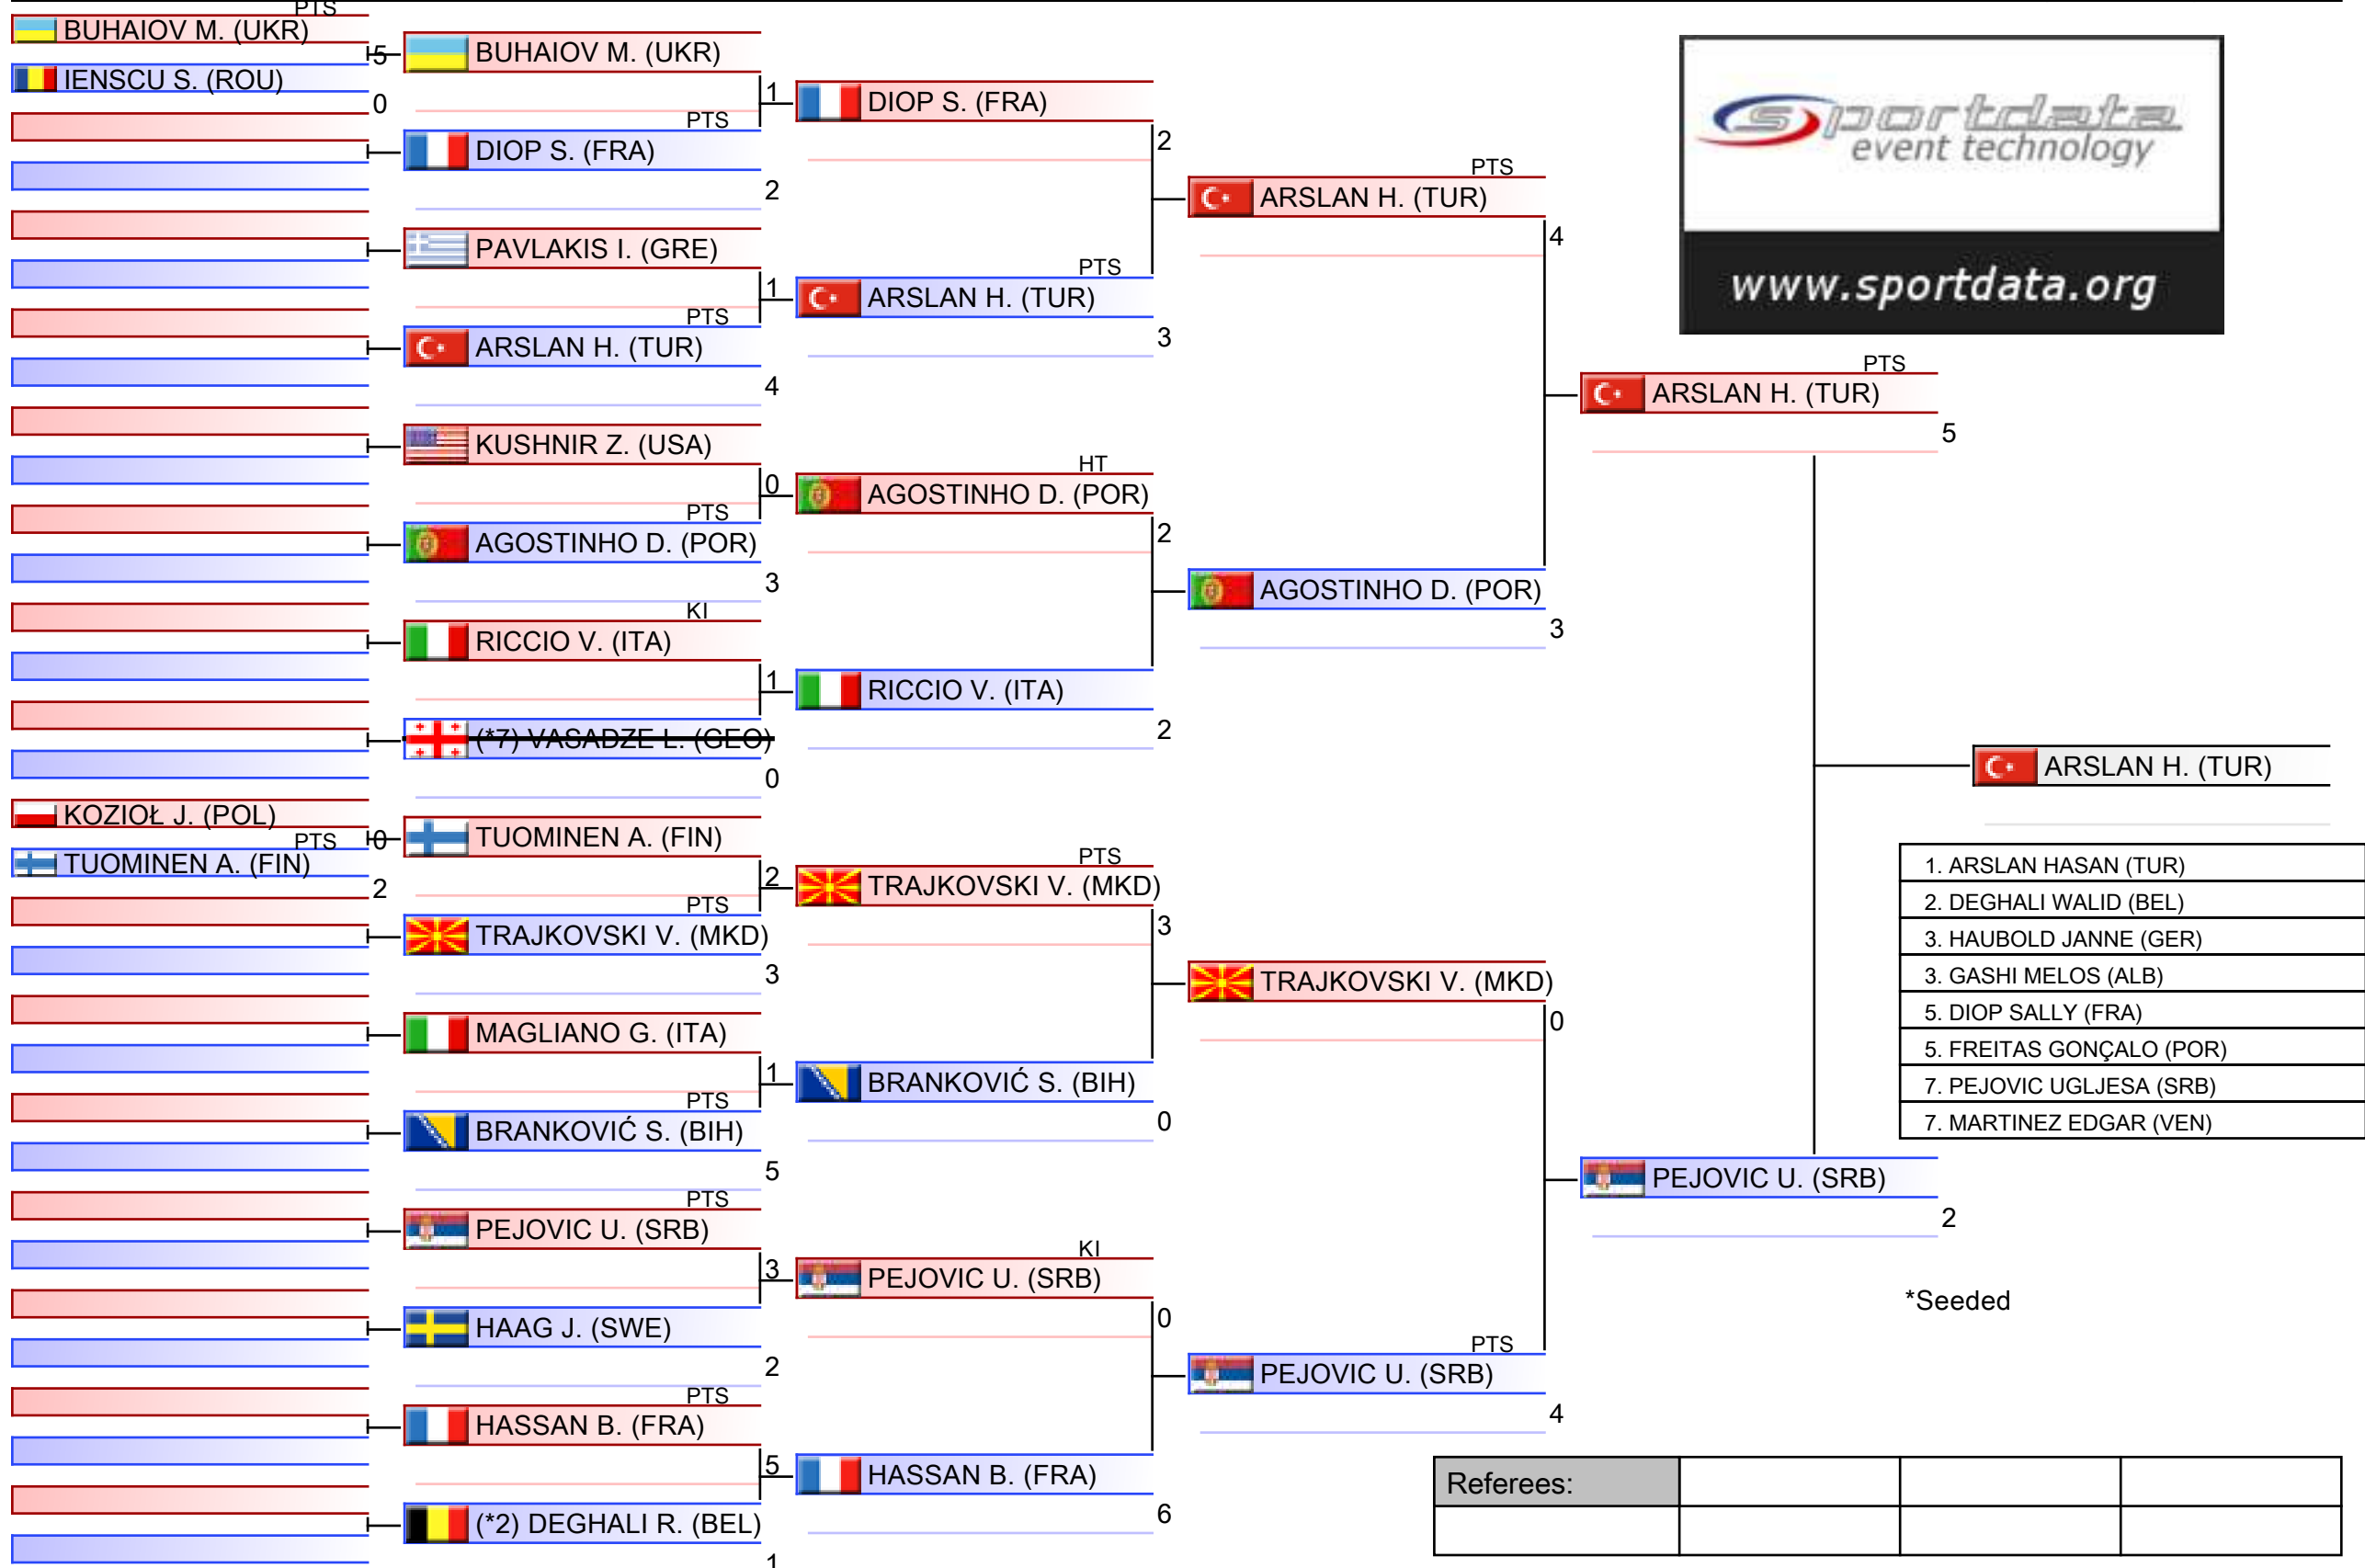 PTS
BUHAIOV M. (UKR)
5
IENSCU S. (ROU)
0
KOZIOŁ J. (POL)
0
PTS
TUOMINEN A. (FIN)
2
BUHAIOV M. (UKR)
1
PTS
DIOP S. (FRA)
2
PAVLAKIS I. (GRE)
1
PTS
ARSLAN H. (TUR)
4
KUSHNIR Z. (USA)
0
PTS
AGOSTINHO D. (POR)
3
KI
RICCIO V. (ITA)
1
(*7) VASADZE L. (GEO)
0
TUOMINEN A. (FIN)
2
PTS
TRAJKOVSKI V. (MKD)
3
MAGLIANO G. (ITA)
1
PTS
BRANKOVIĆ S. (BIH)
5
PTS
PEJOVIC U. (SRB)
3
HAAG J. (SWE)
2
PTS
HASSAN B. (FRA)
5
(*2) DEGHALI R. (BEL)
1
DIOP S. (FRA)
2
PTS
ARSLAN H. (TUR)
3
HT
AGOSTINHO D. (POR)
2
RICCIO V. (ITA)
2
PTS
TRAJKOVSKI V. (MKD)
3
BRANKOVIĆ S. (BIH)
0
KI
PEJOVIC U. (SRB)
0
HASSAN B. (FRA)
6
PTS
ARSLAN H. (TUR)
4
AGOSTINHO D. (POR)
3
TRAJKOVSKI V. (MKD)
0
PTS
PEJOVIC U. (SRB)
4
sportdata
event technology
www.sportdata.org
PTS
ARSLAN H. (TUR)
5
PEJOVIC U. (SRB)
2
ARSLAN H. (TUR)
1. ARSLAN HASAN (TUR)
2. DEGHALI WALID (BEL)
3. HAUBOLD JANNE (GER)
3. GASHI MELOS (ALB)
5. DIOP SALLY (FRA)
5. FREITAS GONÇALO (POR)
7. PEJOVIC UGLJESA (SRB)
7. MARTINEZ EDGAR (VEN)
*Seeded
Referees: